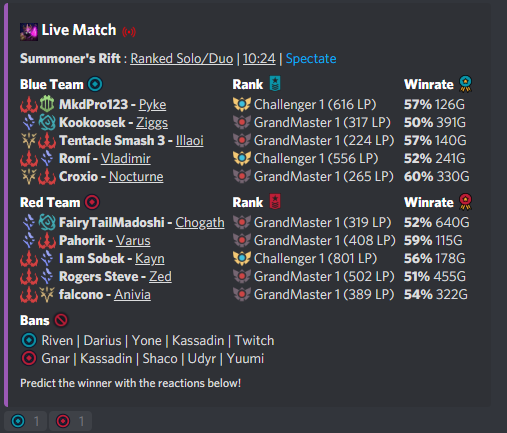 Live Match
Summoner's Rift : Ranked Solo/Duo | 10:24 | Spectate
Blue Team Rank Winrate
MkdPro123 - Pyke Challenger 1 (616 LP) 57% 126G
Kookoosek - Ziggs GrandMaster 1 (317 LP) 50% 391G
Tentacle Smash 3 - Illaoi GrandMaster 1 (224 LP) 57% 140G
Romí - Vladimir Challenger 1 (556 LP) 52% 241G
Croxio - Nocturne GrandMaster 1 (265 LP) 60% 330G
Red Team Rank Winrate
FairyTailMadoshi - Chogath GrandMaster 1 (319 LP) 52% 640G
Pahorik - Varus GrandMaster 1 (408 LP) 59% 115G
I am Sobek - Kayn Challenger 1 (801 LP) 56% 178G
Rogers Steve - Zed GrandMaster 1 (502 LP) 51% 455G
falcono - Anivia GrandMaster 1 (389 LP) 54% 322G
Bans
Riven | Darius | Yone | Kassadin | Twitch
Gnar | Kassadin | Shaco | Udyr | Yuumi
Predict the winner with the reactions below!
1 1